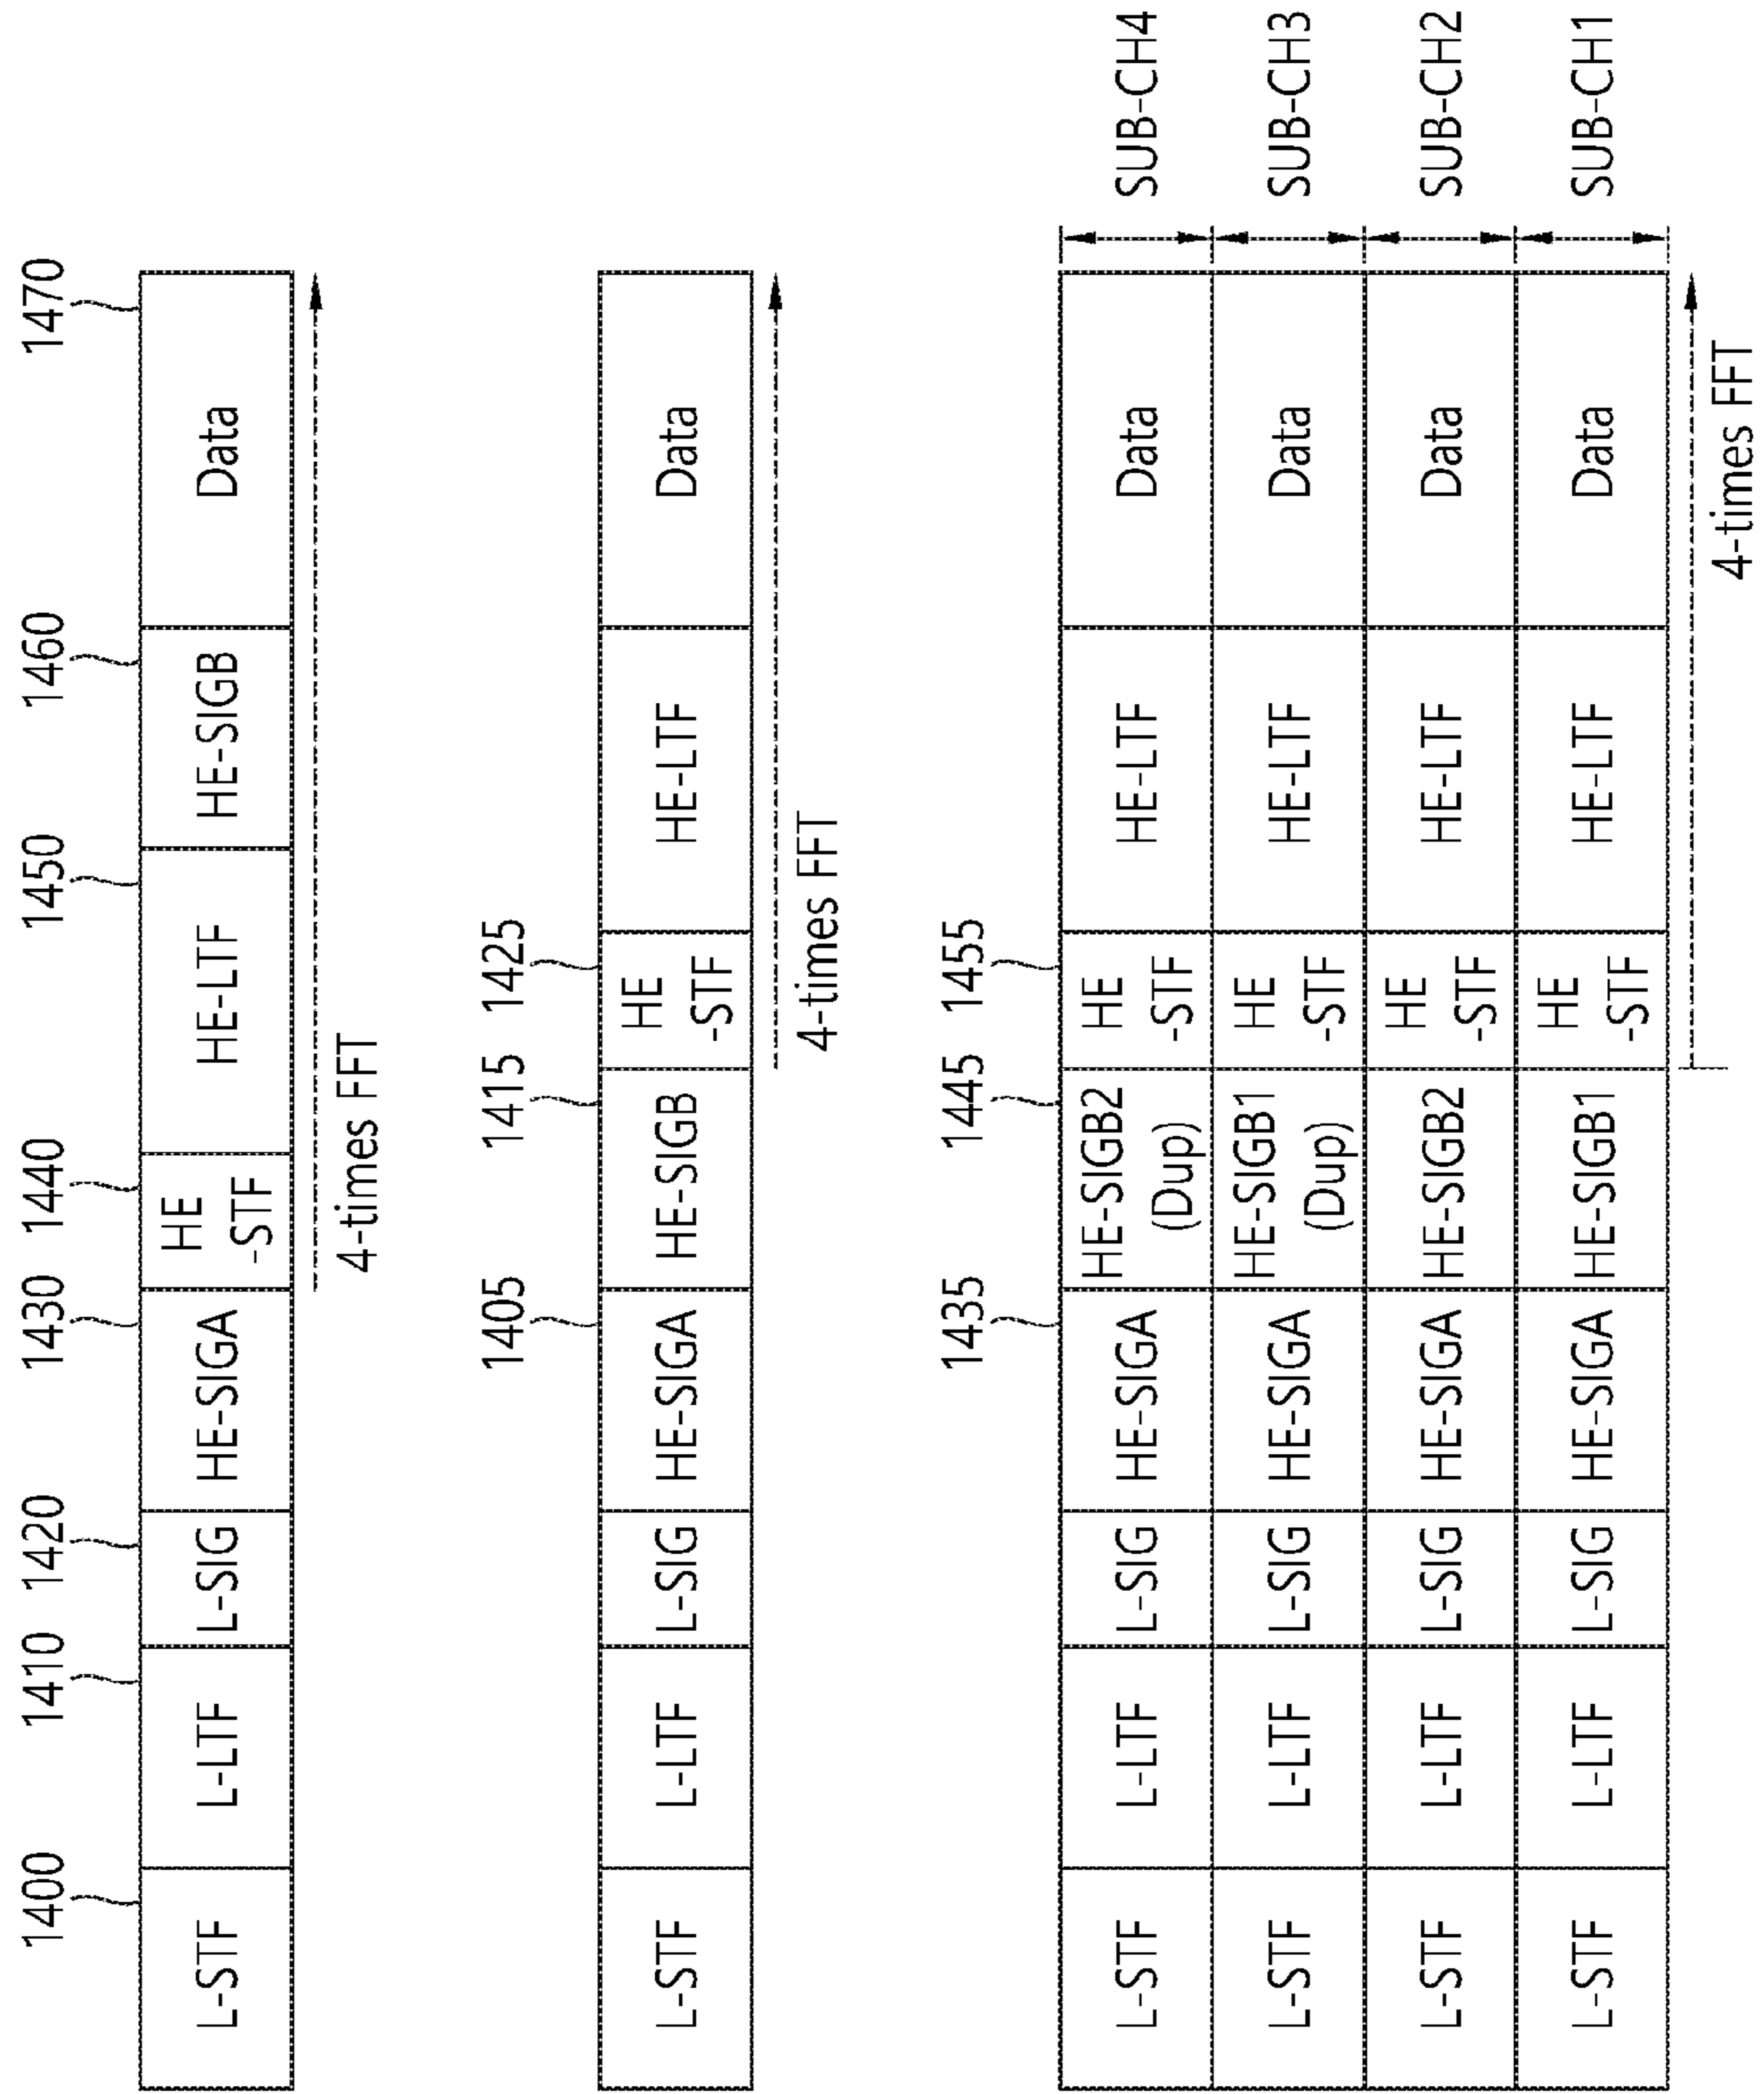 1400 1410 1420 1430 1440 1450 1460 1470
L-STF L-LTF L-SIG HE-SIGA HE HE-LTF HE-SIGB Data
-STF
4-times FFT
1405 1415 1425
L-STF L-LTF L-SIG HE-SIGA HE-SIGB HE HE-LTF Data
-STF
4-times FFT
1435 1445 1455
L-STF L-LTF L-SIG HE-SIGA HE-SIGB2 HE HE-LTF Data SUB-CH4
(Dup) -STF
L-STF L-LTF L-SIG HE-SIGA HE-SIGB1 HE HE-LTF Data SUB-CH3
(Dup) -STF
L-STF L-LTF L-SIG HE-SIGA HE-SIGB2 HE HE-LTF Data SUB-CH2
-STF
L-STF L-LTF L-SIG HE-SIGA HE-SIGB1 HE HE-LTF Data SUB-CH1
-STF
4-times FFT